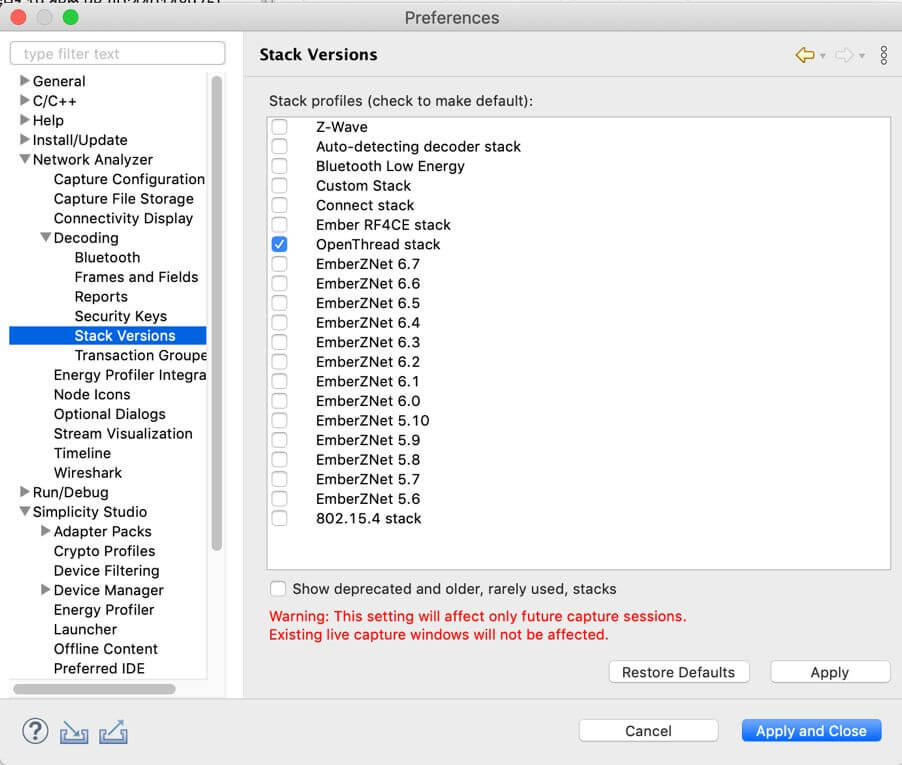 Preferences
type filter text
General
C/C++
Help
Install/Update
Network Analyzer
Capture Configuration
Capture File Storage
Connectivity Display
Decoding
Bluetooth
Frames and Fields
Reports
Security Keys
Stack Versions
Transaction Groupe
Energy Profiler Integra
Node Icons
Optional Dialogs
Stream Visualization
Timeline
Wireshark
Run/Debug
Simplicity Studio
Adapter Packs
Crypto Profiles
Device Filtering
Device Manager
Energy Profiler
Launcher
Offline Content
Preferred IDE
Stack Versions
Stack profiles (check to make default):
Z-Wave
Auto-detecting decoder stack
Bluetooth Low Energy
Custom Stack
Connect stack
Ember RF4CE stack
OpenThread stack
EmberZNet 6.7
EmberZNet 6.6
EmberZNet 6.5
EmberZNet 6.4
EmberZNet 6.3
EmberZNet 6.2
EmberZNet 6.1
EmberZNet 6.0
EmberZNet 5.10
EmberZNet 5.9
EmberZNet 5.8
EmberZNet 5.7
EmberZNet 5.6
802.15.4 stack
Show deprecated and older, rarely used, stacks
Warning: This setting will affect only future capture sessions.
Existing live capture windows will not be affected.
Restore Defaults
Apply
?
Cancel
Apply and Close